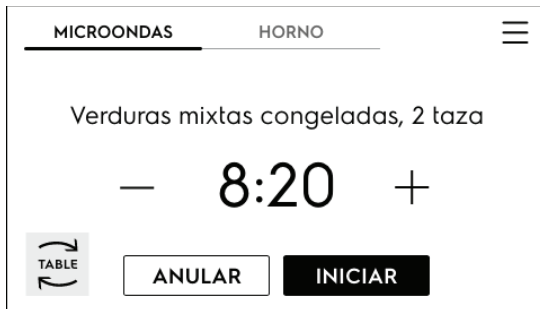 MICROONDAS HORNO
Verduras mixtas congeladas, 2 taza
8:20
TABLE
ANULAR INICIAR